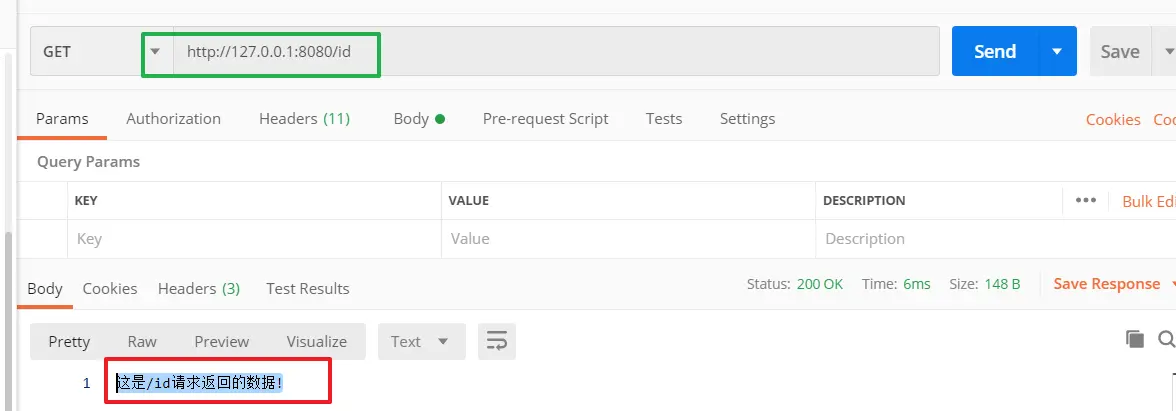 GET http://127.0.0.1:8080/id Send Save
Params Authorization Headers (11) Body Pre-request Script Tests Settings Cookies
Query Params
KEY VALUE DESCRIPTION ••• Bulk Edi
Key Value Description
Body Cookies Headers (3) Test Results Status: 200 OK Time: 6ms Size: 148 B Save Response
Pretty Raw Preview Visualize Text
1 这是/id请求返回的数据!